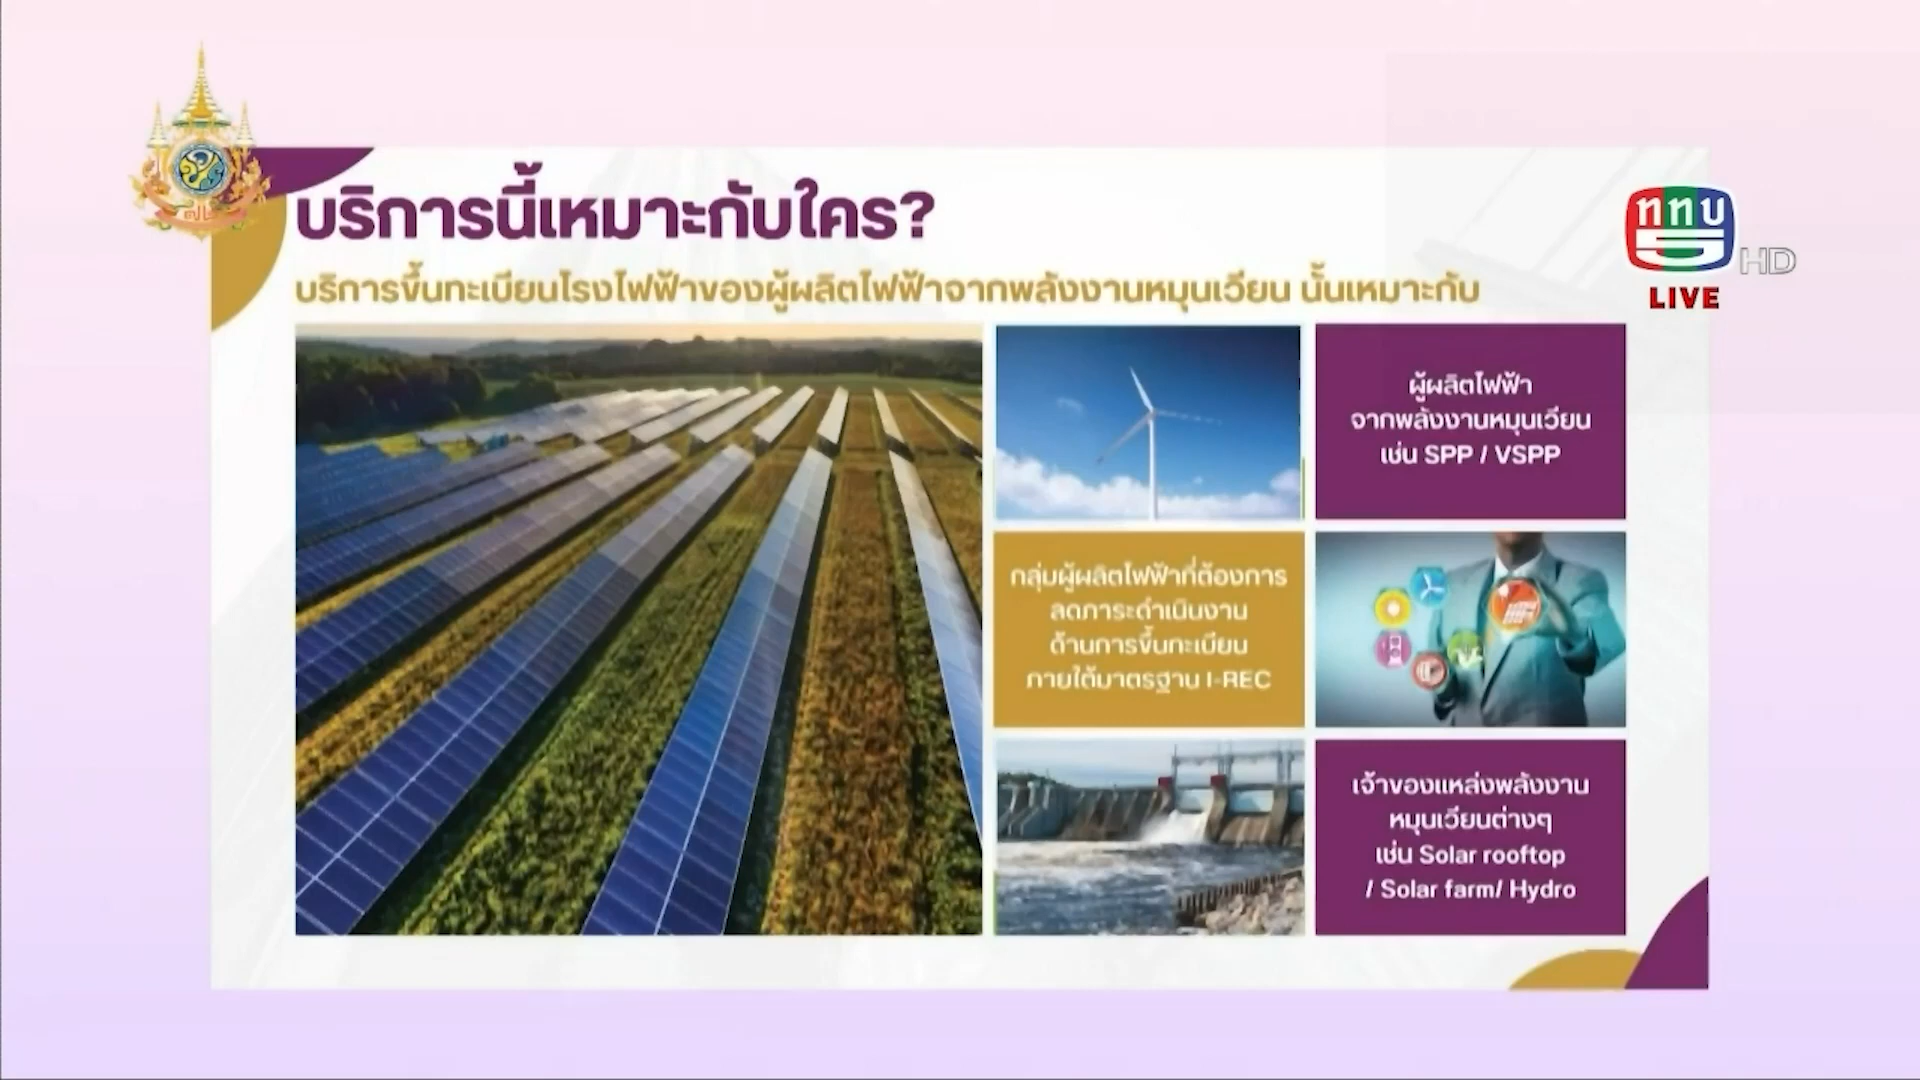 บริการนี้เหมาะกับใคร?
บริการขึ้นทะเบียนโรงไฟฟ้าของผู้ผลิตไฟฟ้าจากพลังงานหมุนเวียน นั้นเหมาะกับ
ททบ
5
HD
LIVE
๗๒
ผู้ผลิตไฟฟ้า
จากพลังงานหมุนเวียน
เช่น SPP / VSPP
กลุ่มผู้ผลิตไฟฟ้าที่ต้องการ
ลดภาระดำเนินงาน
ด้านการขึ้นทะเบียน
ภายใต้มาตรฐาน I-REC
เจ้าของแหล่งพลังงาน
หมุนเวียนต่างๆ
เช่น Solar rooftop
/ Solar farm/ Hydro